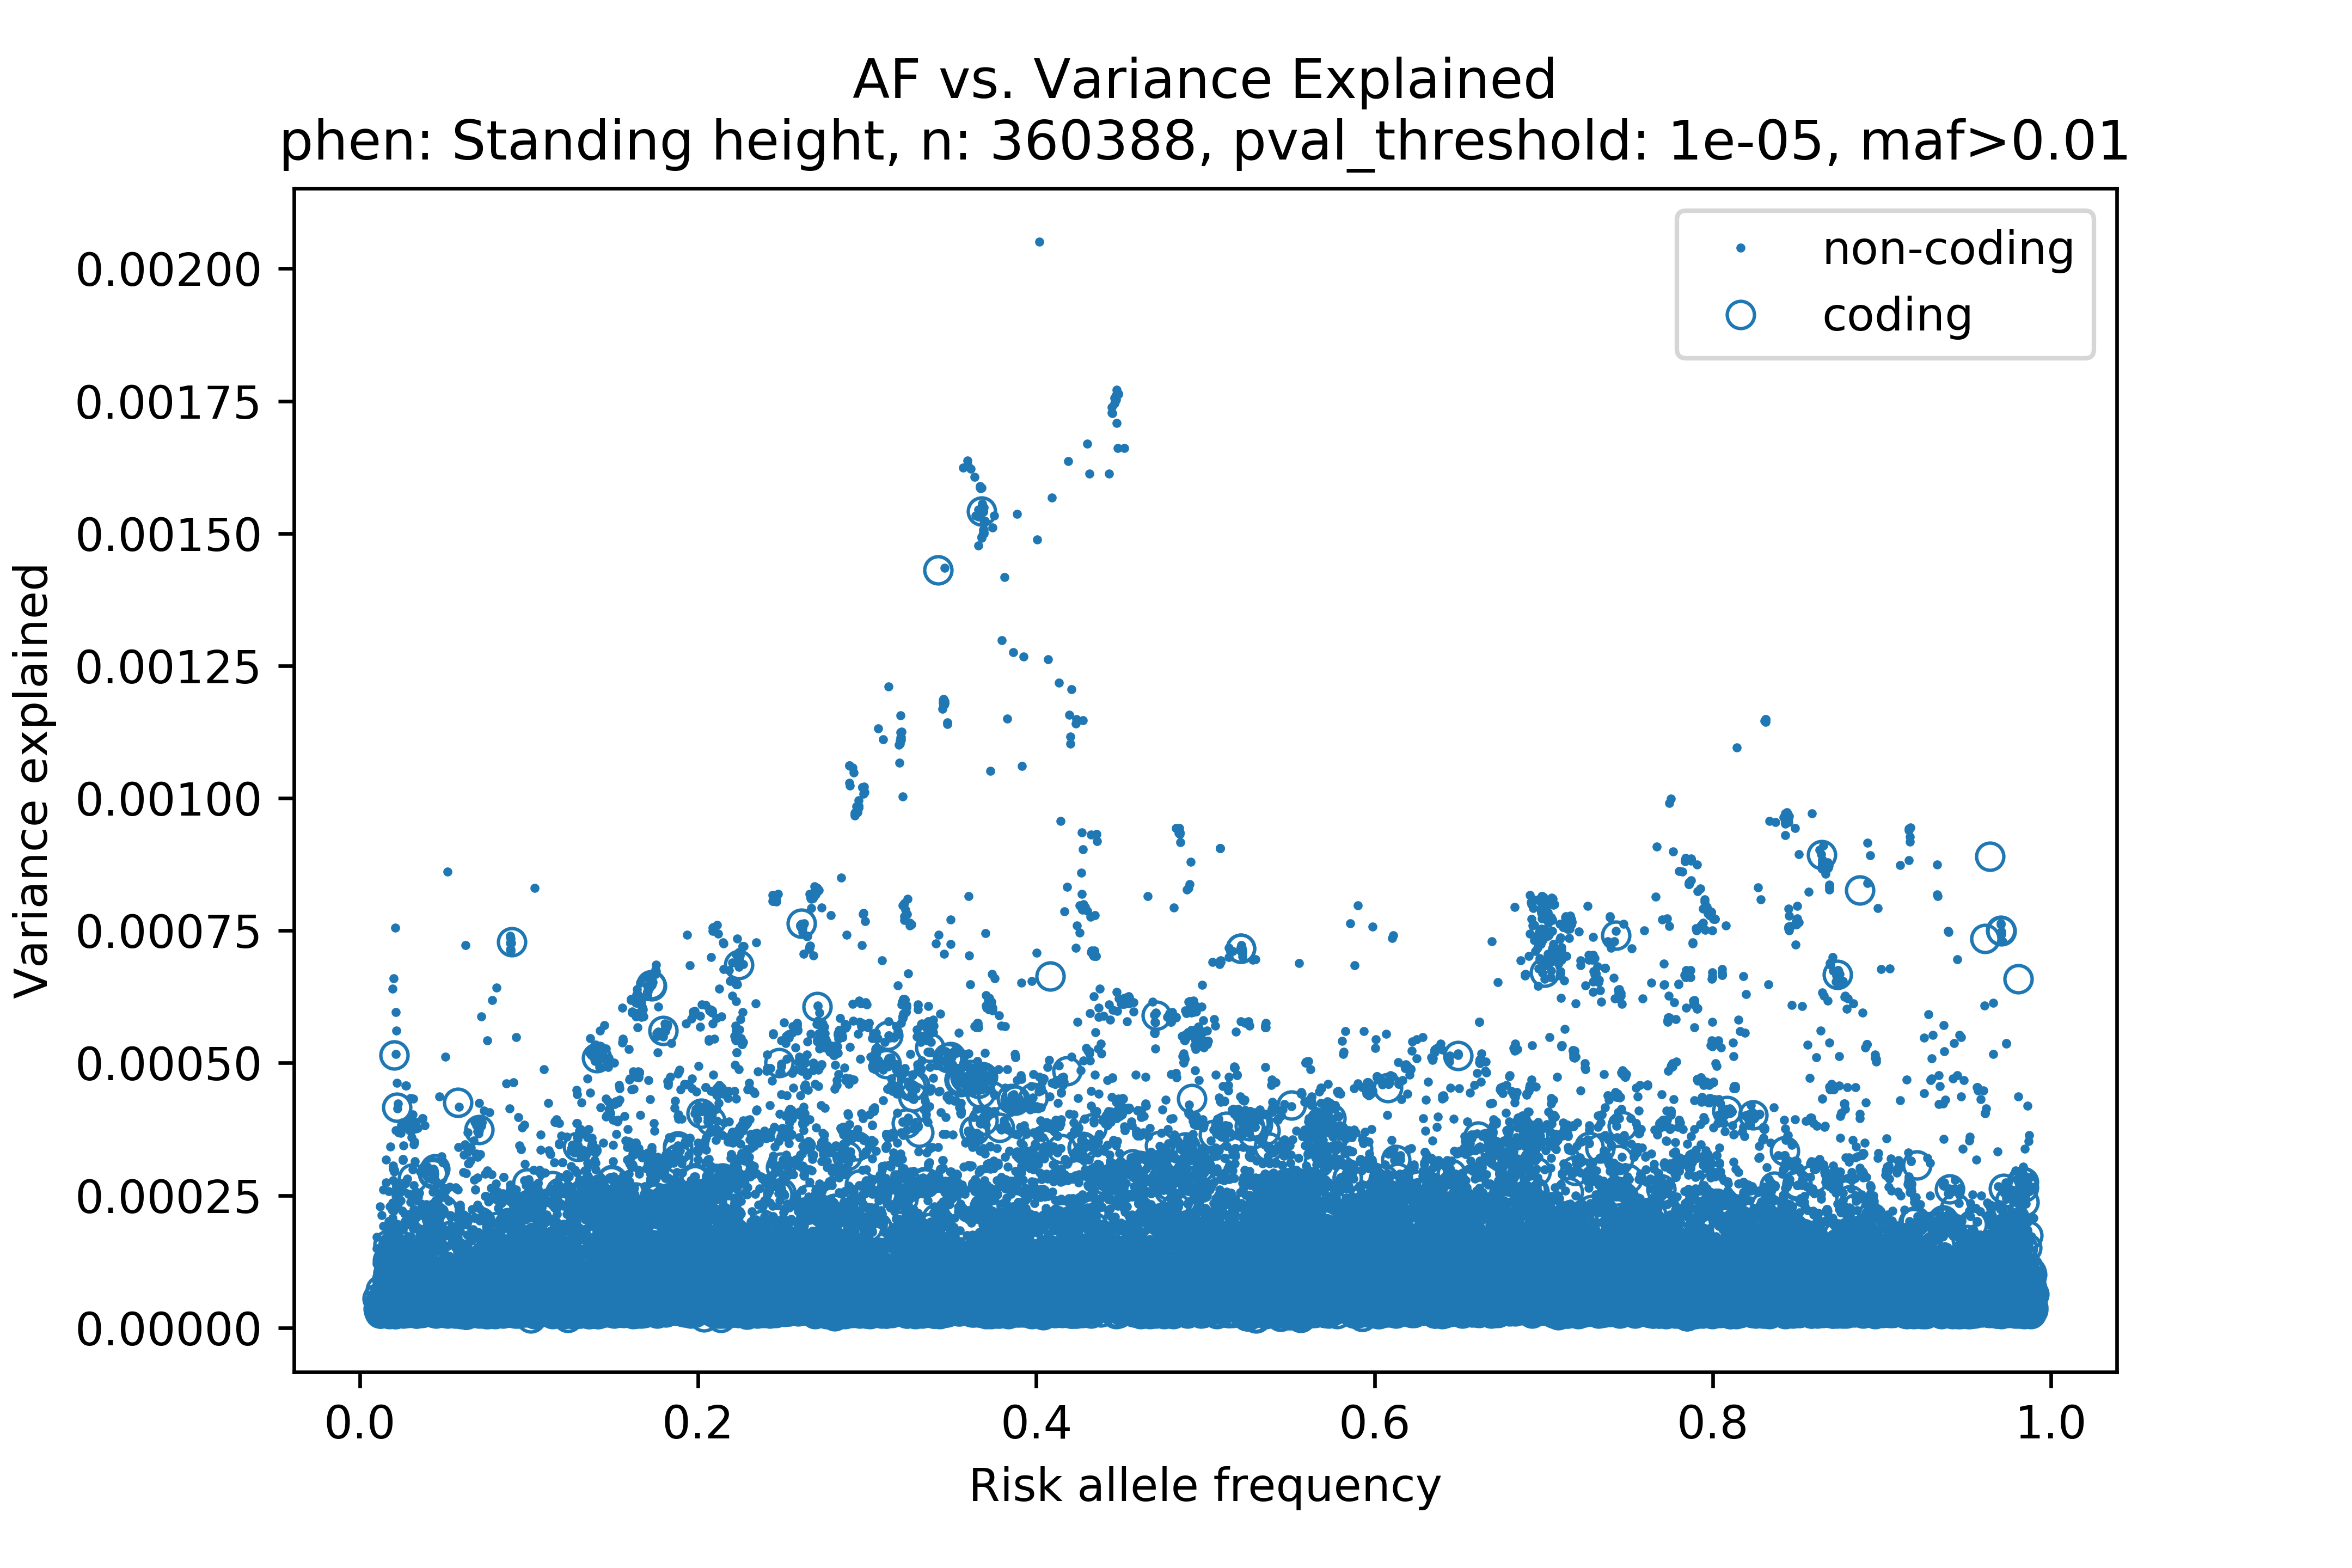 AF vs. Variance Explained
phen: Standing height, n: 360388, pval_threshold: 1e-05, maf>0.01
non-coding
coding
Variance explained
0.00200
0.00175
0.00150
0.00125
0.00100
0.00075
0.00050
0.00025
0.00000
0.0 0.2 0.4 0.6 0.8 1.0
Risk allele frequency